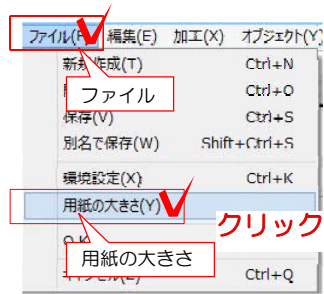 ファイル(F) 編集(E) 加工(X) オブジェクト(Y)
新規作成(T) Ctrl+N
ファイル
Ctrl+O
保存(V) Ctrl+S
別名で保存(W) Shift+Ctrl+S
環境設定(X) Ctrl+K
用紙の大きさ(Y)
クリック
用紙の大きさ
Ctrl+Q